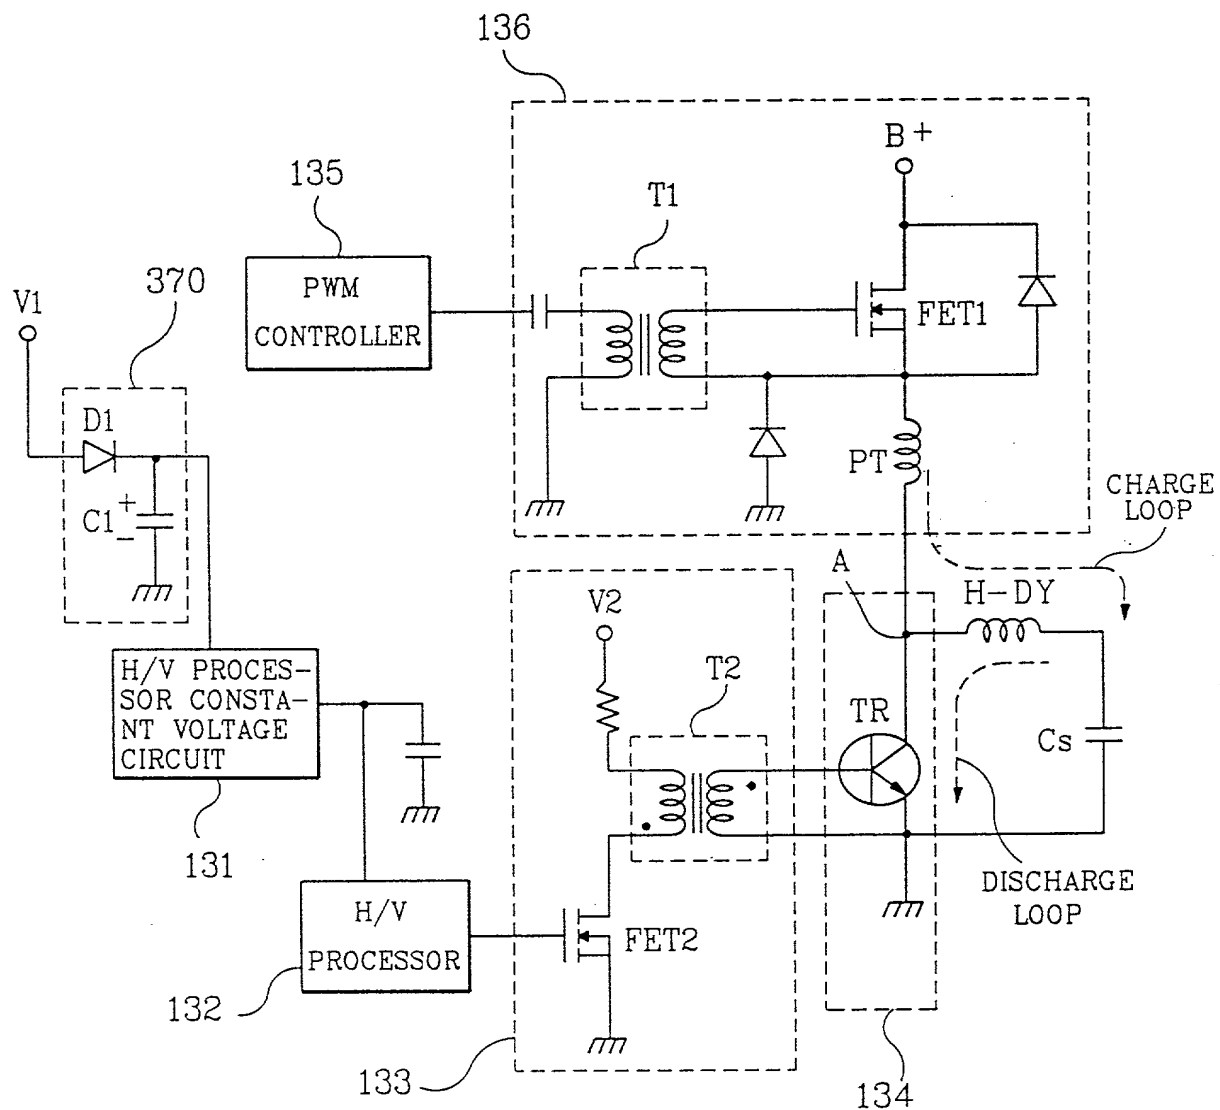 136
B+
135
T1
370
PWM
CONTROLLER
V1
FET1
D1
PT
C1
+
-
CHARGE
LOOP
A
V2
H-DY
H/V PROCES-
SOR CONSTA-
NT VOLTAGE
CIRCUIT
T2
TR
Cs
131
DISCHARGE
LOOP
H/V
PROCESSOR
FET2
132
133
134